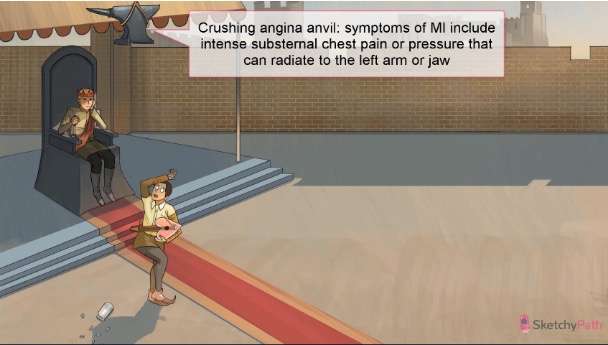 Crushing angina anvil: symptoms of MI include
intense substernal chest pain or pressure that
can radiate to the left arm or jaw
SketchyPath